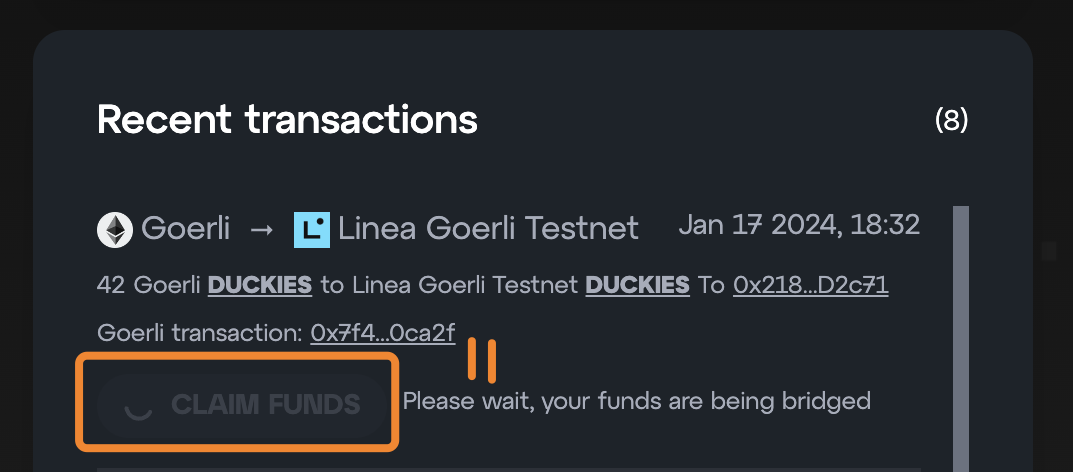 Recent transactions (8)
Goerli → Linea Goerli Testnet Jan 17 2024, 18:32
42 Goerli DUCKIES to Linea Goerli Testnet DUCKIES To 0x218...D2c71
Goerli transaction: 0x7f4...0ca2f
CLAIM FUNDS Please wait, your funds are being bridged